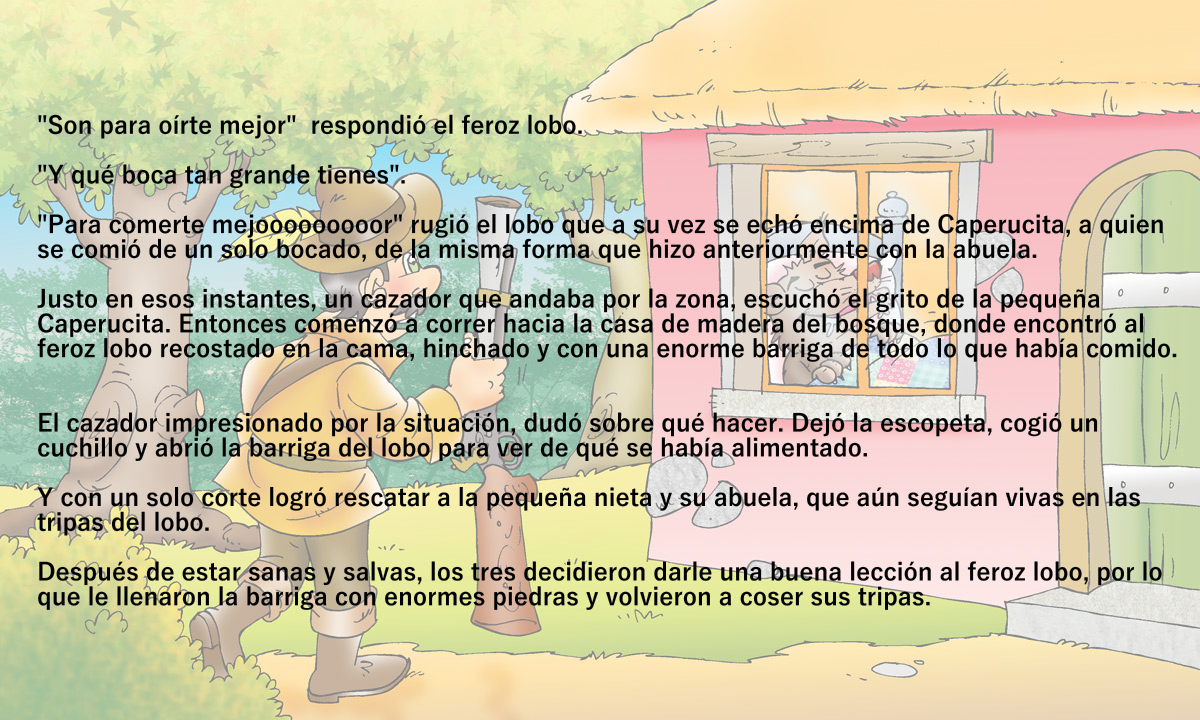 "Son para oírte mejor"  respondió el feroz lobo.
"Y qué boca tan grande tienes".
"Para comerte mejooooooooor" rugió el lobo que a su vez se echó encima de Caperucita, a quien
se comió de un solo bocado, de la misma forma que hizo anteriormente con la abuela.
Justo en esos instantes, un cazador que andaba por la zona, escuchó el grito de la pequeña
Caperucita. Entonces comenzó a correr hacia la casa de madera del bosque, donde encontró al
feroz lobo recostado en la cama, hinchado y con una enorme barriga de todo lo que había comido.
El cazador impresionado por la situación, dudó sobre qué hacer. Dejó la escopeta, cogió un
cuchillo y abrió la barriga del lobo para ver de qué se había alimentado.
Y con un solo corte logró rescatar a la pequeña nieta y su abuela, que aún seguían vivas en las
tripas del lobo.
Después de estar sanas y salvas, los tres decidieron darle una buena lección al feroz lobo, por lo
que le llenaron la barriga con enormes piedras y volvieron a coser sus tripas.